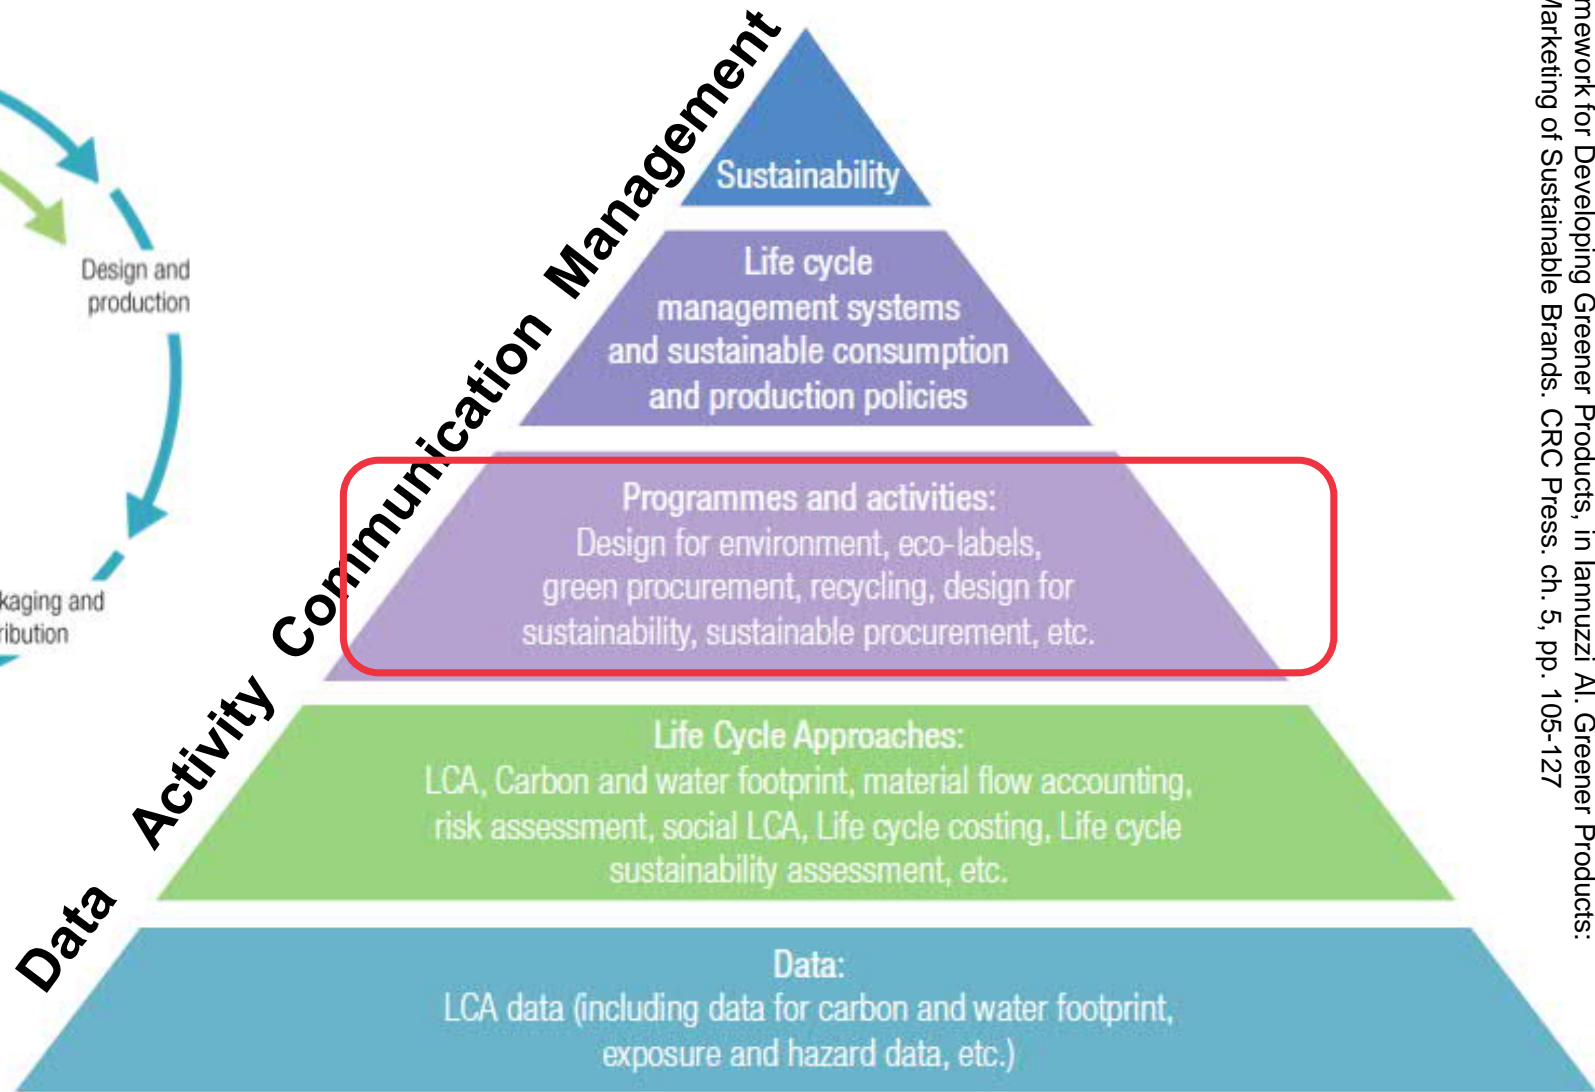 Design and
production
kaging and
ribution
Data Activity Communication Management
Sustainability
Life cycle
management systems
and sustainable consumption
and production policies
Programmes and activities:
Design for environment, eco-labels,
green procurement, recycling, design for
sustainability, sustainable procurement, etc.
Life Cycle Approaches:
LCA, Carbon and water footprint, material flow accounting,
risk assessment, social LCA, Life cycle costing, Life cycle
sustainability assessment, etc.
Data:
LCA data (including data for carbon and water footprint,
exposure and hazard data, etc.)
mework for Developing Greener Products, in Iannuzzi Al. Greener Products:
Marketing of Sustainable Brands. CRC Press. ch. 5, pp. 105-127